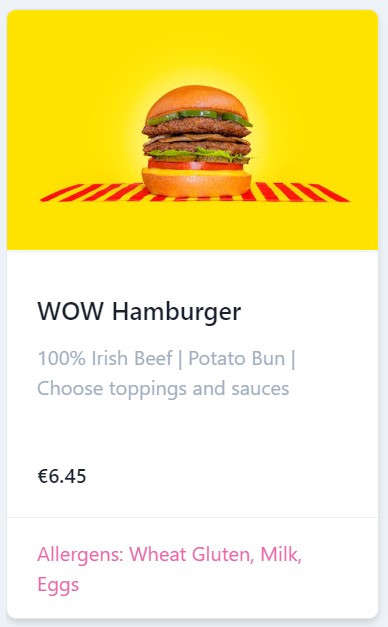 WOW Hamburger
100% Irish Beef | Potato Bun |
Choose toppings and sauces
€6.45
Allergens: Wheat Gluten, Milk,
Eggs